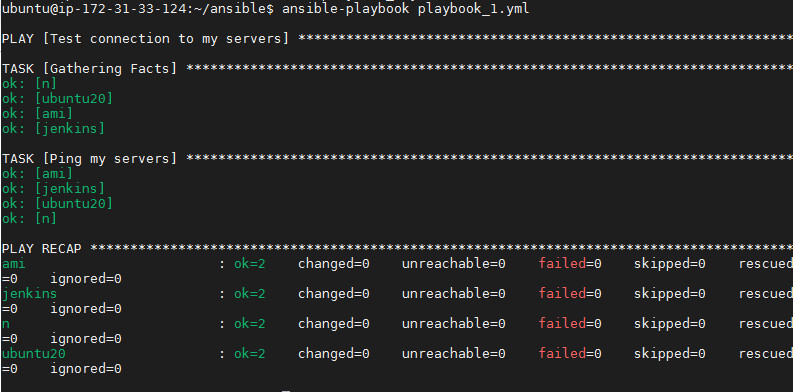 ubuntu@ip-172-31-33-124:~/ansible$ ansible-playbook playbook_1.yml
PLAY [Test connection to my servers] ***************************************************************
TASK [Gathering Facts] ****************************************************************************
ok: [n]
ok: [ubuntu20]
ok: [ami]
ok: [jenkins]
TASK [Ping my servers] ****************************************************************************
ok: [ami]
ok: [jenkins]
ok: [ubuntu20]
ok: [n]
PLAY RECAP ****************************************************************************************
ami                        : ok=2    changed=0    unreachable=0    failed=0    skipped=0    rescued
=0    ignored=0
jenkins                    : ok=2    changed=0    unreachable=0    failed=0    skipped=0    rescued
=0    ignored=0
n                          : ok=2    changed=0    unreachable=0    failed=0    skipped=0    rescued
=0    ignored=0
ubuntu20                   : ok=2    changed=0    unreachable=0    failed=0    skipped=0    rescued
=0    ignored=0